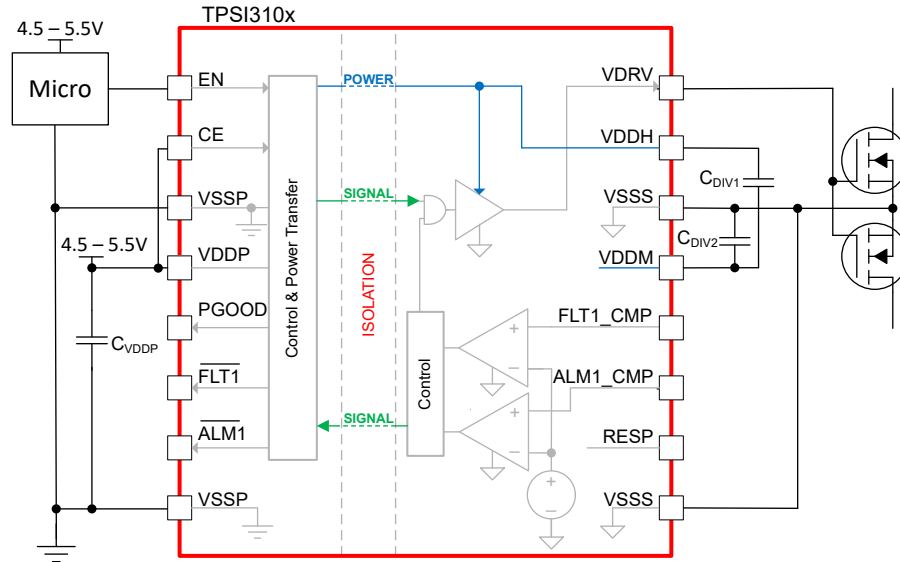 TPSI310x
4.5 – 5.5V
Micro
EN
CE
VSSP
4.5 – 5.5V
VDDP
PGOOD
FLT1
ALM1
VSSP
CVDDP
Control & Power Transfer
POWER
SIGNAL
ISOLATION
SIGNAL
Control
+
–
+
–
+
–
VDRV
VDDH
VSSS
VDDM
FLT1_CMP
ALM1_CMP
RESP
VSSS
CDIV1
CDIV2